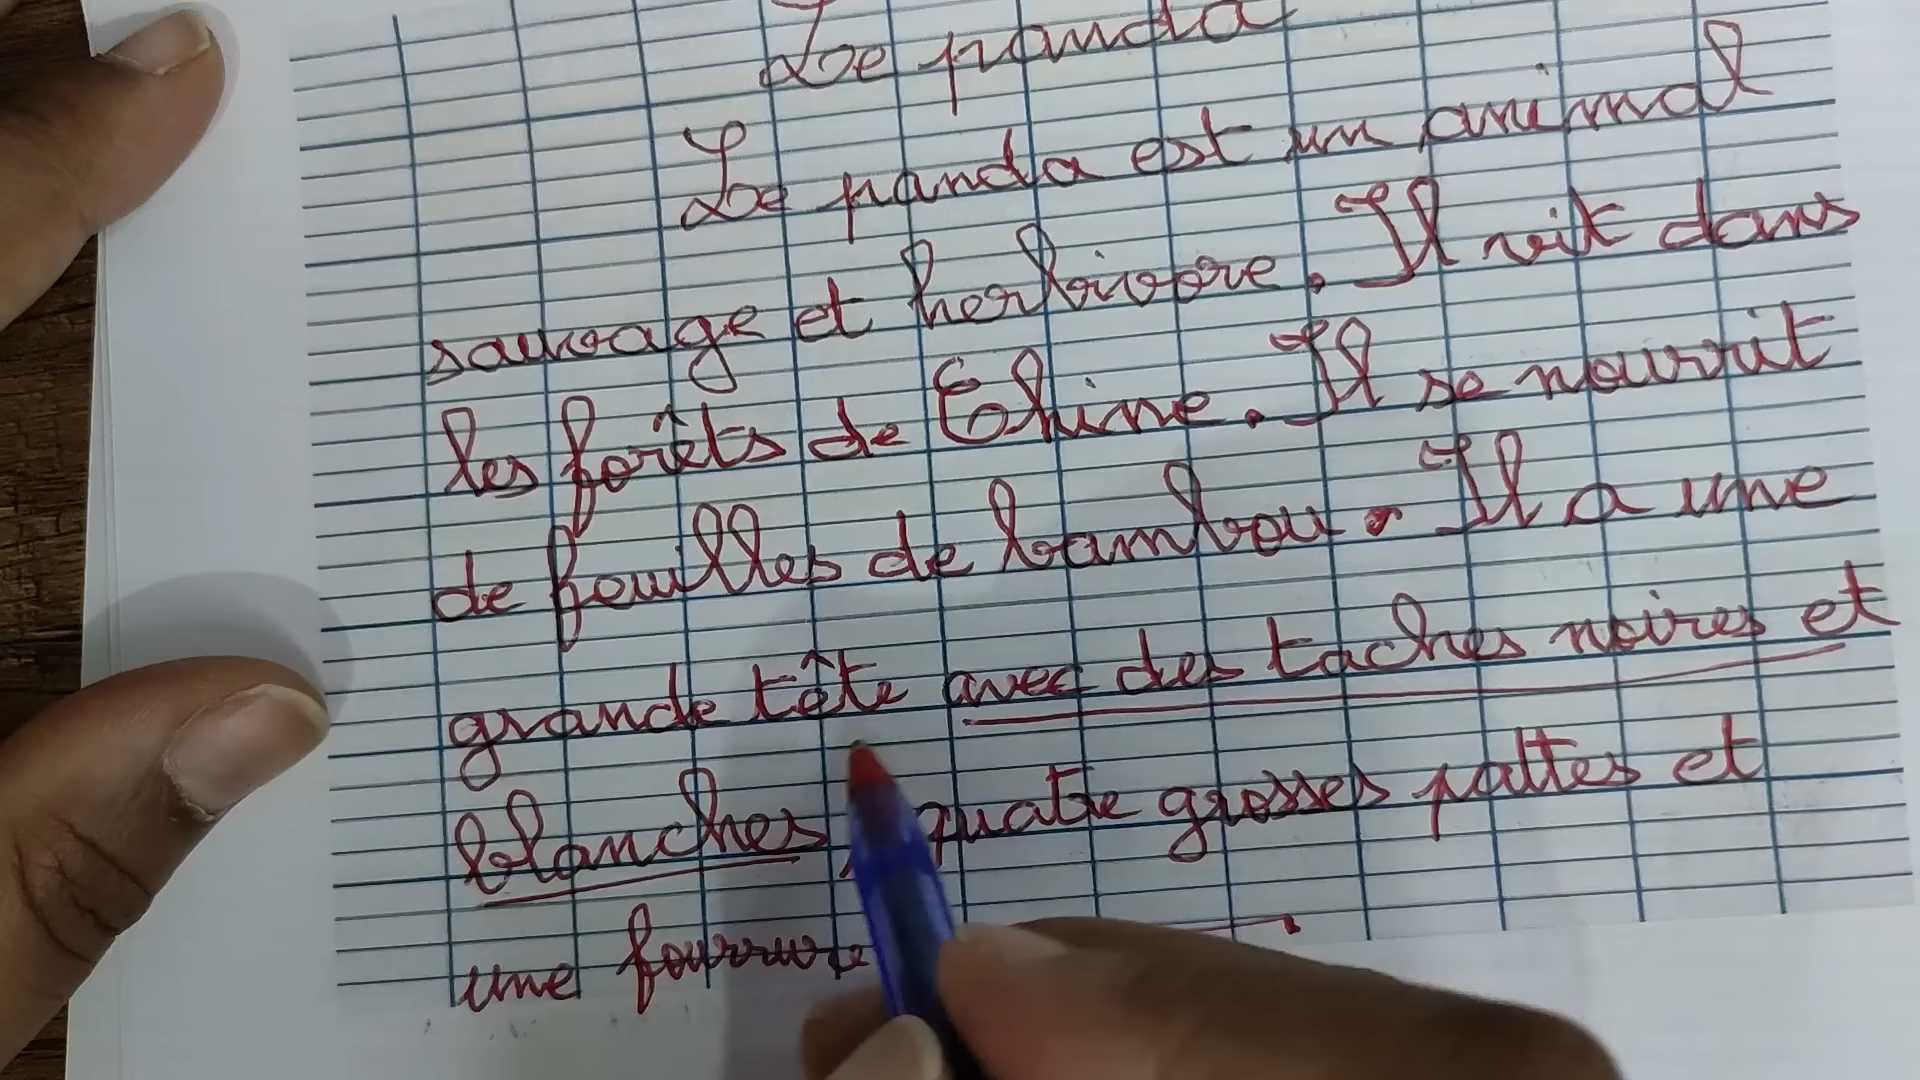 Le panda
Le panda est un animal
sauvage et herbivore. Il vit dans
les forêts de Chine. Il se nourrit
de feuilles de bambou. Il a une
grande tête avec des taches noires et
blanches, quatre grosses pattes et
une fourrure